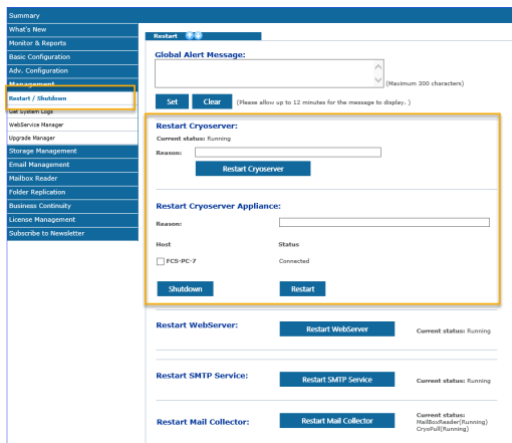 Summary
What's New
Monitor & Reports
Basic Configuration
Adv. Configuration
Management
Restart / Shutdown
Get System Logs
WebService Manager
Upgrade Manager
Storage Management
Email Management
Mailbox Reader
Folder Replication
Business Continuity
License Management
Subscribe to Newsletter
Restart
Global Alert Message:
(Maximum 300 characters)
Set Clear (Please allow up to 12 minutes for the message to display. )
Restart Cryoserver:
Current status: Running
Reason:
Restart Cryoserver
Restart Cryoserver Appliance:
Reason:
Host Status
FCS-PC-7 Connected
Shutdown Restart
Restart WebServer: Restart WebServer Current status: Running
Restart SMTP Service: Restart SMTP Service Current status: Running
Restart Mail Collector: Restart Mail Collector Current status:
MailBoxReader(Running)
CryoPull(Running)